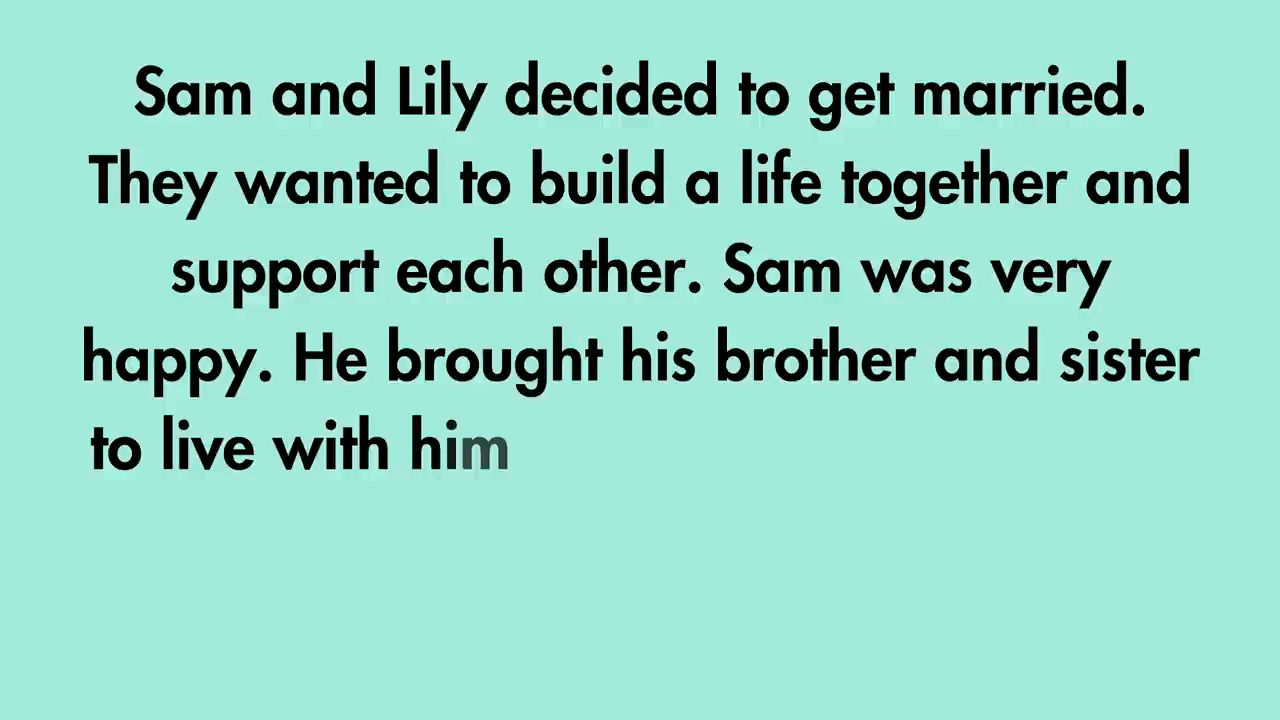 Sam and Lily decided to get married.
They wanted to build a life together and
support each other. Sam was very
happy. He brought his brother and sister
to live with him